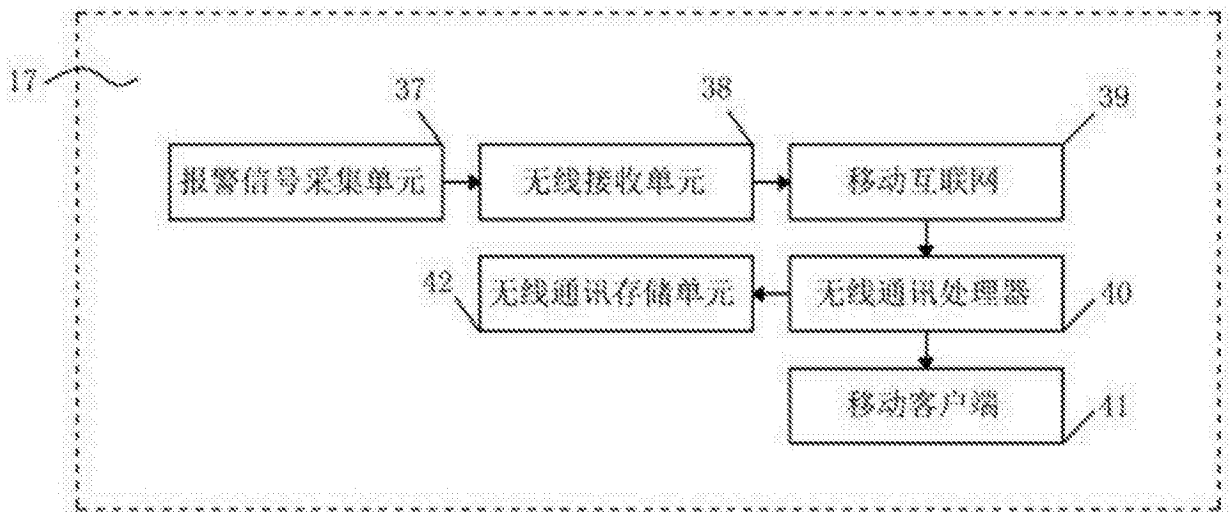 17
37
38
39
报警信号采集单元
无线接收单元
移动互联网
42
无线通讯存储单元
无线通讯处理器
40
移动客户端
41